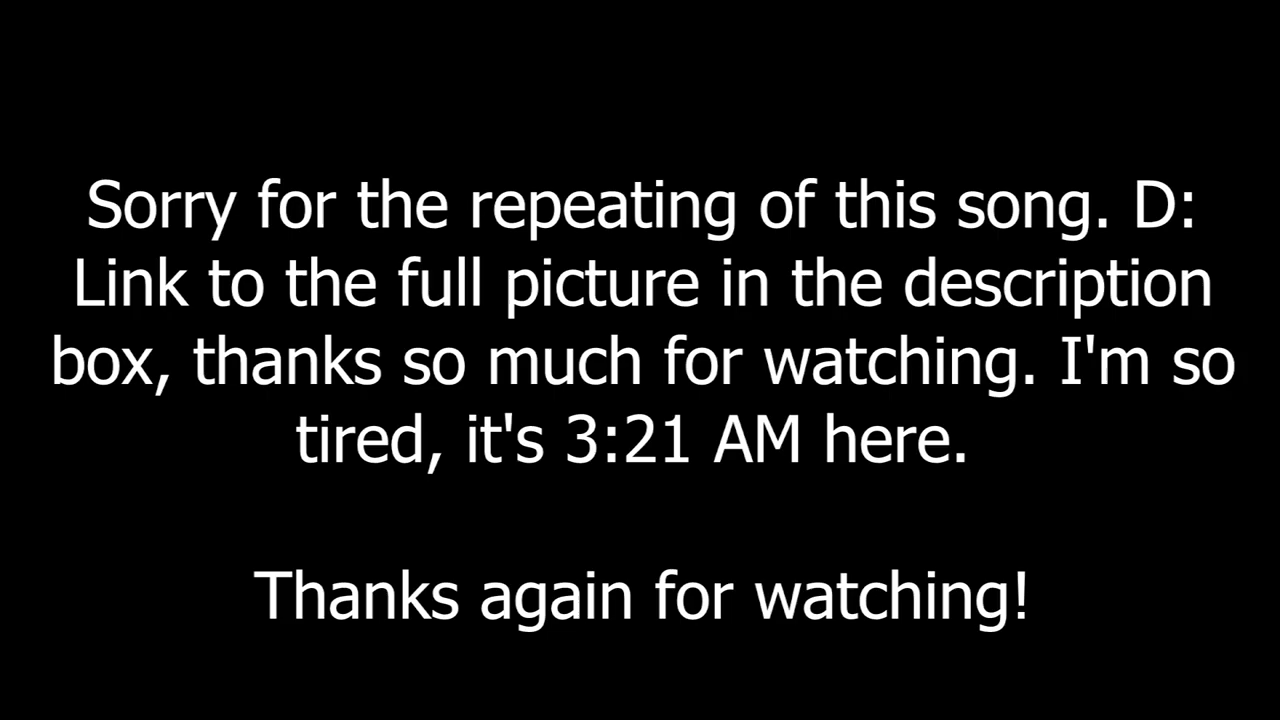 Sorry for the repeating of this song. D:
Link to the full picture in the description
box, thanks so much for watching. I'm so
tired, it's 3:21 AM here.
Thanks again for watching!